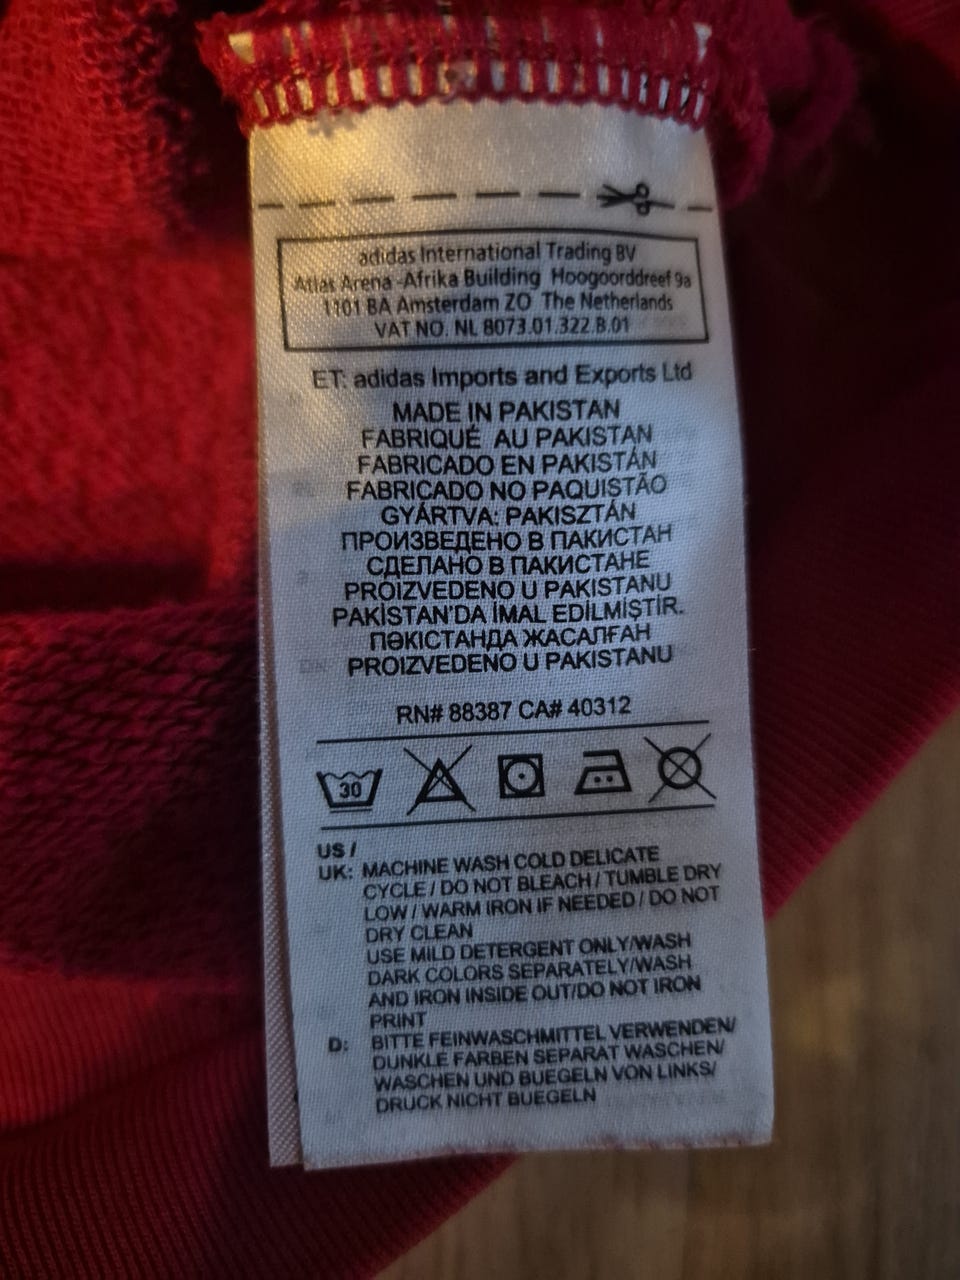 adidas International Trading BV
Atlas Arena -Afrika Building Hoogoorddreef 9a
1101 BA Amsterdam ZO The Netherlands
VAT NO. NL 8073.01.322.B.01
ET: adidas Imports and Exports Ltd
MADE IN PAKISTAN
FABRIQUÉ AU PAKISTAN
FABRICADO EN PAKISTÁN
FABRICADO NO PAQUISTÃO
GYÁRTVA: PAKISZTÁN
ПРОИЗВЕДЕНО В ПАКИСТАН
СДЕЛАНО В ПАКИСТАНЕ
PROIZVEDENO U PAKISTANU
PAKİSTAN'DA İMAL EDİLMİŞTİR.
ПӘКІСТАНДА ЖАСАЛҒАН
PROIZVEDENO U PAKISTANU
RN# 88387 CA# 40312
30
US /
UK: MACHINE WASH COLD DELICATE
CYCLE / DO NOT BLEACH / TUMBLE DRY
LOW / WARM IRON IF NEEDED / DO NOT
DRY CLEAN
USE MILD DETERGENT ONLY/WASH
DARK COLORS SEPARATELY/WASH
AND IRON INSIDE OUT/DO NOT IRON
PRINT
D: BITTE FEINWASCHMITTEL VERWENDEN/
DUNKLE FARBEN SEPARAT WASCHEN/
WASCHEN UND BUEGELN VON LINKS/
DRUCK NICHT BUEGELN